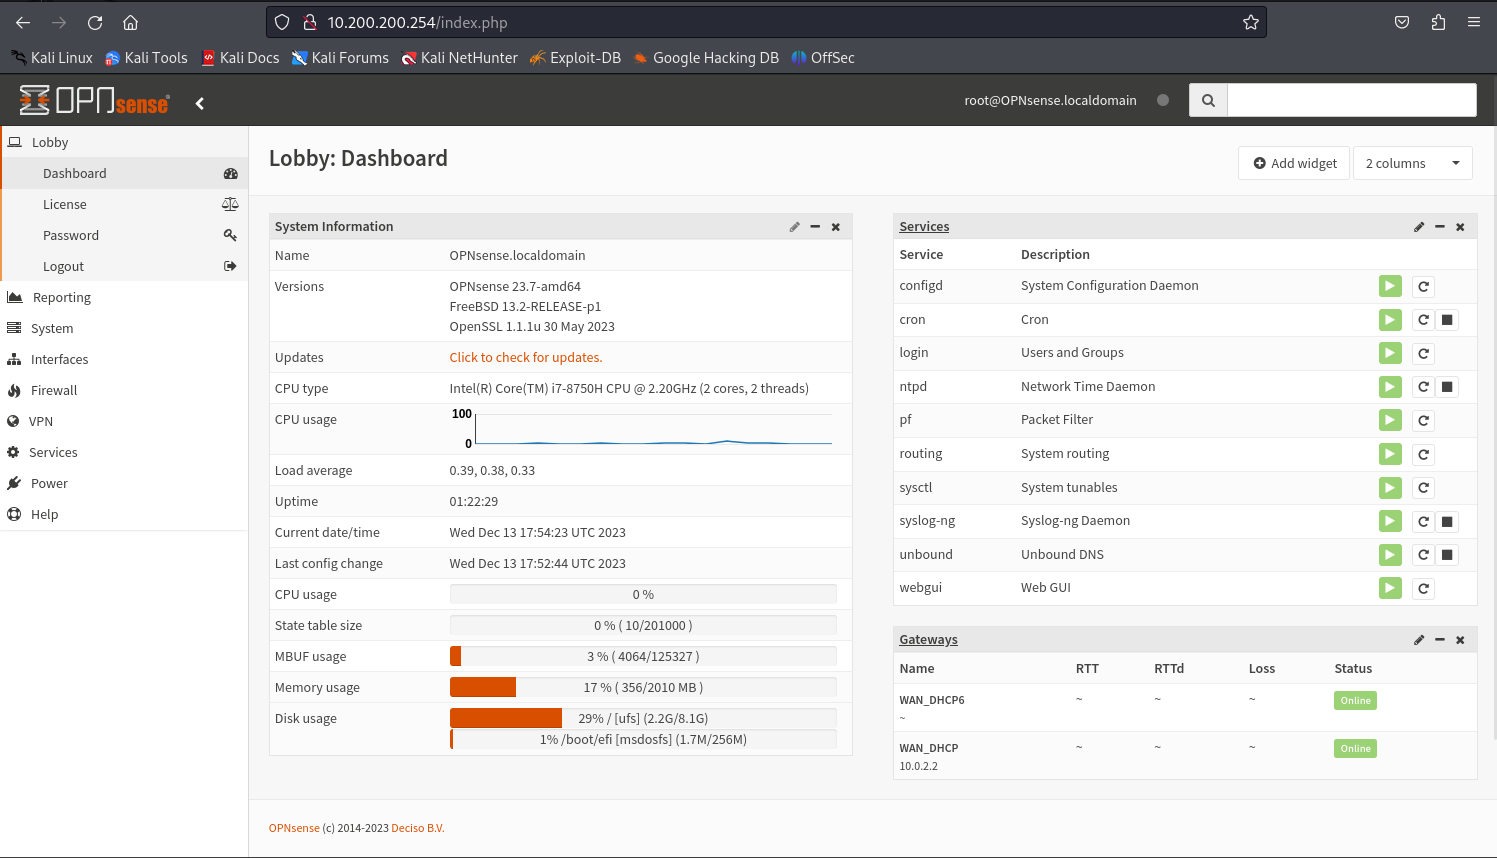 10.200.200.254/index.php
Kali Linux Kali Tools Kali Docs Kali Forums Kali NetHunter Exploit-DB Google Hacking DB OffSec
OPNsense®
root@OPNsense.localdomain
Lobby
Dashboard
License
Password
Logout
Reporting
System
Interfaces
Firewall
VPN
Services
Power
Help
Lobby: Dashboard
Add widget
2 columns
System Information
Name OPNsense.localdomain
Versions OPNsense 23.7-amd64
FreeBSD 13.2-RELEASE-p1
OpenSSL 1.1.1u 30 May 2023
Updates Click to check for updates.
CPU type Intel(R) Core(TM) i7-8750H CPU @ 2.20GHz (2 cores, 2 threads)
CPU usage 100
0
Load average 0.39, 0.38, 0.33
Uptime 01:22:29
Current date/time Wed Dec 13 17:54:23 UTC 2023
Last config change Wed Dec 13 17:52:44 UTC 2023
CPU usage 0 %
State table size 0 % ( 10/201000 )
MBUF usage 3 % ( 4064/125327 )
Memory usage 17 % ( 356/2010 MB )
Disk usage 29% / [ufs] (2.2G/8.1G)
1% /boot/efi [msdosfs] (1.7M/256M)
Services
Service Description
configd System Configuration Daemon
cron Cron
login Users and Groups
ntpd Network Time Daemon
pf Packet Filter
routing System routing
sysctl System tunables
syslog-ng Syslog-ng Daemon
unbound Unbound DNS
webgui Web GUI
Gateways
Name RTT RTTd Loss Status
WAN_DHCP6 ~ ~ ~ Online
~
WAN_DHCP ~ ~ ~ Online
10.0.2.2
OPNsense (c) 2014-2023 Deciso B.V.